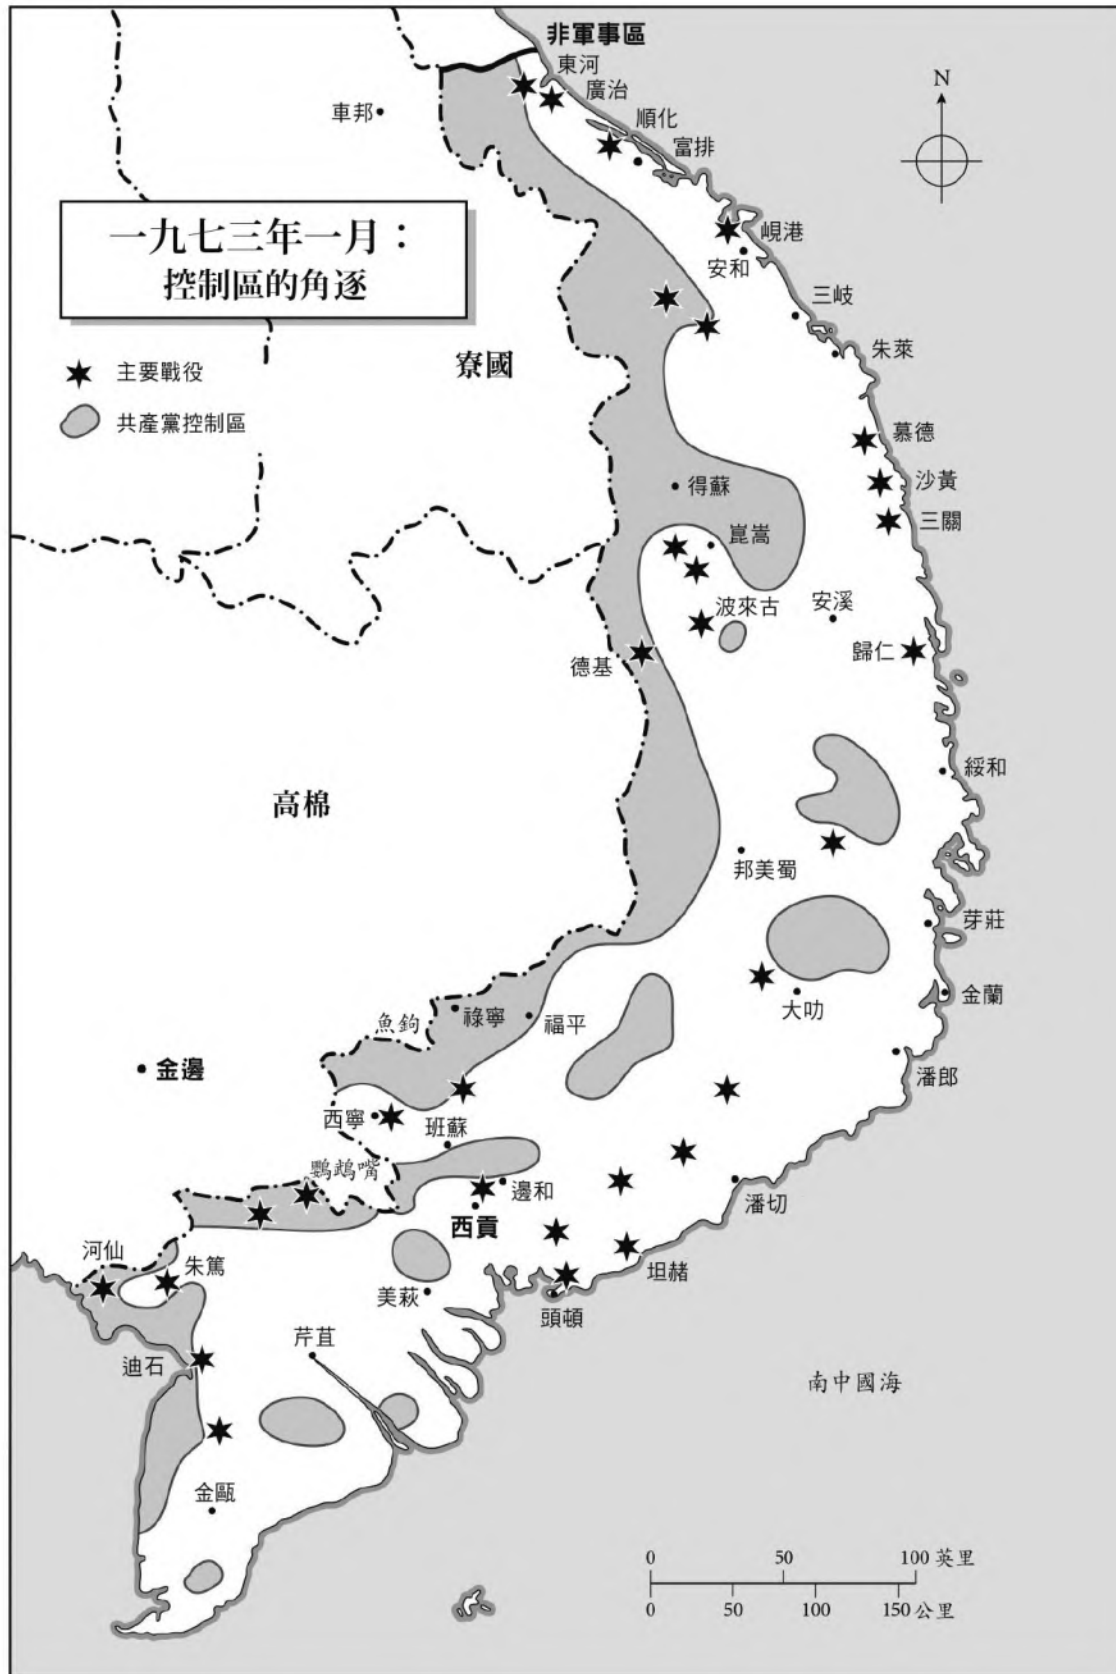 非軍事區
東河
廣治
車邦
順化
富排
N
一九七三年一月：
控制區的角逐
峴港
安和
三岐
朱萊
主要戰役
寮國
共產黨控制區
慕德
沙黃
得蘇
三關
崑嵩
波來古
安溪
德基
歸仁
綏和
高棉
邦美蜀
芽莊
大叻
金蘭
魚鉤
祿寧
福平
金邊
潘郎
西寧
班蘇
鸚鵡嘴
邊和
潘切
西貢
河仙
朱篤
坦赭
美萩
頭頓
芹苴
迪石
南中國海
金甌
0 50 100 英里
0 50 100 150 公里